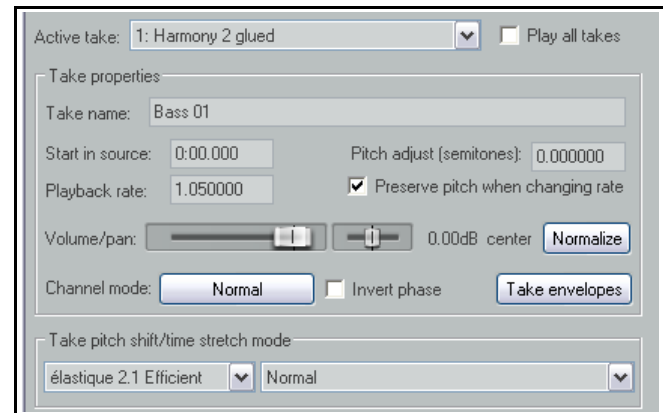 Active take: 1: Harmony 2 glued Play all takes
Take properties
Take name: Bass 01
Start in source: 0:00.000 Pitch adjust (semitones): 0.000000
Playback rate: 1.050000 Preserve pitch when changing rate
Volume/pan: 0.00dB center Normalize
Channel mode: Normal Invert phase Take envelopes
Take pitch shift/time stretch mode
élastique 2.1 Efficient Normal